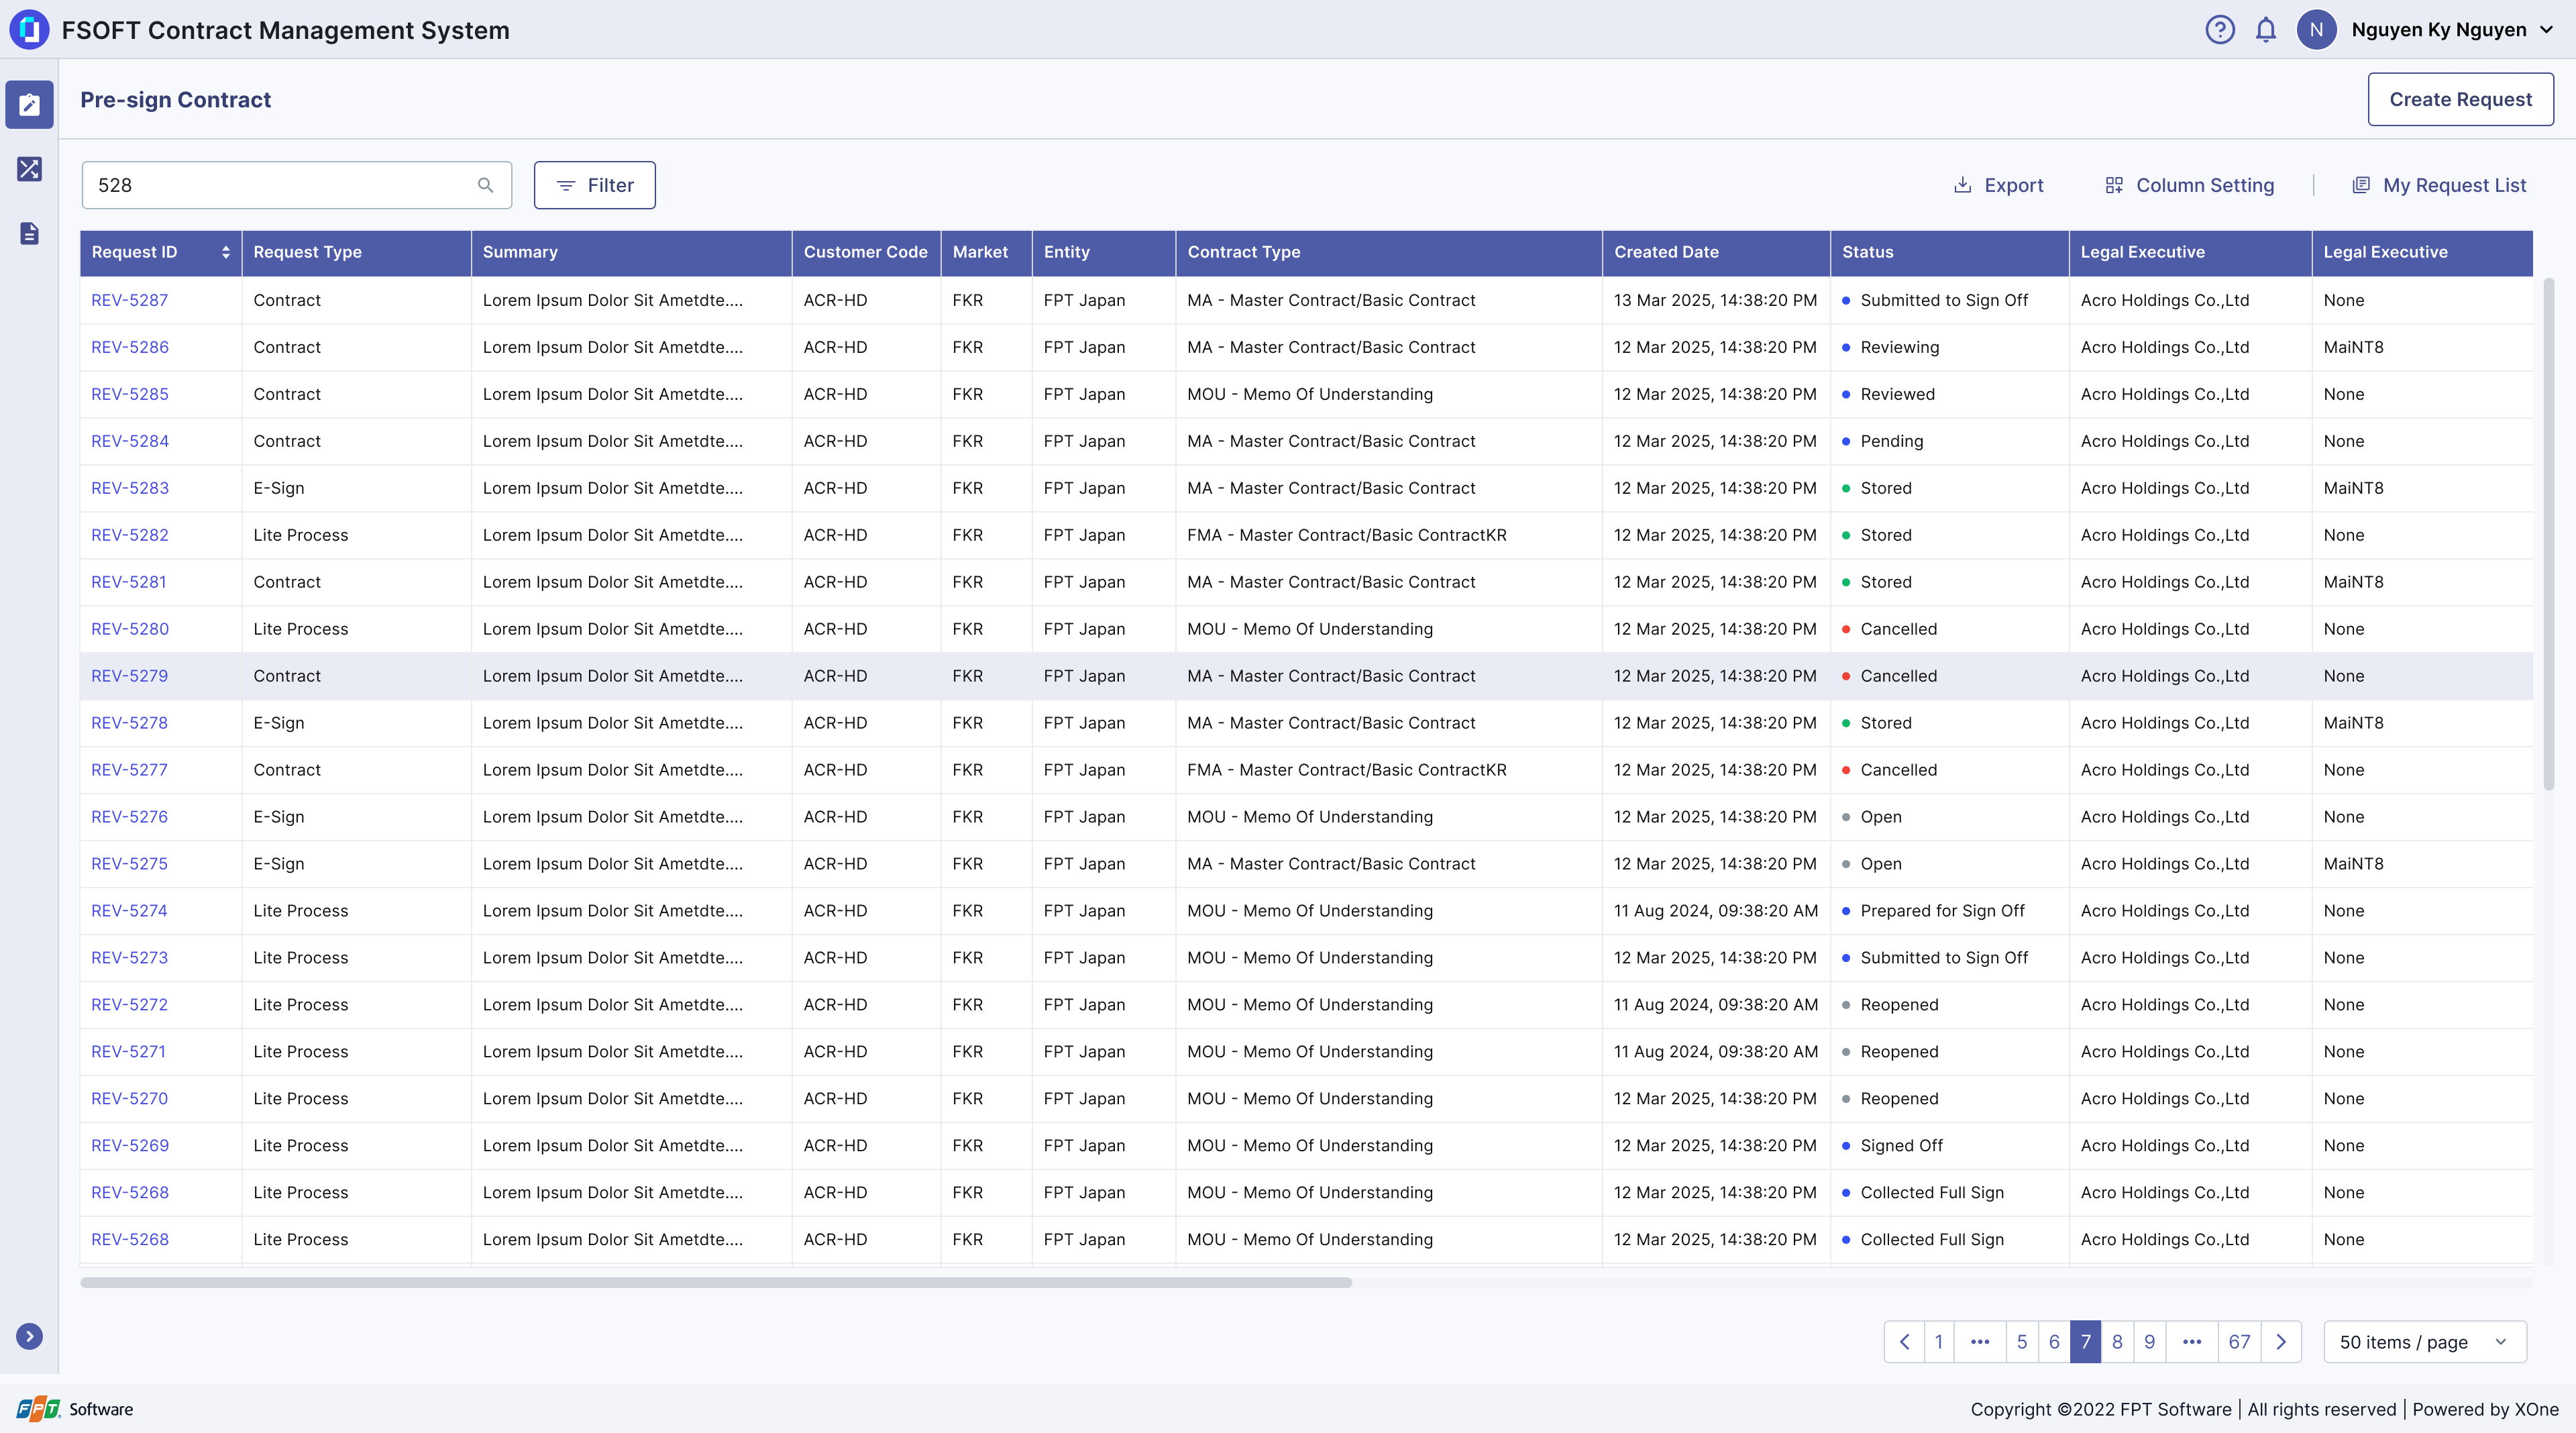 FSOFT Contract Management System
N Nguyen Ky Nguyen
Pre-sign Contract
Create Request
528 Filter Export Column Setting My Request List
Request ID Request Type Summary Customer Code Market Entity Contract Type Created Date Status Legal Executive Legal Executive
REV-5287 Contract Lorem Ipsum Dolor Sit Ametdte.... ACR-HD FKR FPT Japan MA - Master Contract/Basic Contract 13 Mar 2025, 14:38:20 PM Submitted to Sign Off Acro Holdings Co.,Ltd None
REV-5286 Contract Lorem Ipsum Dolor Sit Ametdte.... ACR-HD FKR FPT Japan MA - Master Contract/Basic Contract 12 Mar 2025, 14:38:20 PM Reviewing Acro Holdings Co.,Ltd MaiNT8
REV-5285 Contract Lorem Ipsum Dolor Sit Ametdte.... ACR-HD FKR FPT Japan MOU - Memo Of Understanding 12 Mar 2025, 14:38:20 PM Reviewed Acro Holdings Co.,Ltd None
REV-5284 Contract Lorem Ipsum Dolor Sit Ametdte.... ACR-HD FKR FPT Japan MA - Master Contract/Basic Contract 12 Mar 2025, 14:38:20 PM Pending Acro Holdings Co.,Ltd None
REV-5283 E-Sign Lorem Ipsum Dolor Sit Ametdte.... ACR-HD FKR FPT Japan MA - Master Contract/Basic Contract 12 Mar 2025, 14:38:20 PM Stored Acro Holdings Co.,Ltd MaiNT8
REV-5282 Lite Process Lorem Ipsum Dolor Sit Ametdte.... ACR-HD FKR FPT Japan FMA - Master Contract/Basic ContractKR 12 Mar 2025, 14:38:20 PM Stored Acro Holdings Co.,Ltd None
REV-5281 Contract Lorem Ipsum Dolor Sit Ametdte.... ACR-HD FKR FPT Japan MA - Master Contract/Basic Contract 12 Mar 2025, 14:38:20 PM Stored Acro Holdings Co.,Ltd MaiNT8
REV-5280 Lite Process Lorem Ipsum Dolor Sit Ametdte.... ACR-HD FKR FPT Japan MOU - Memo Of Understanding 12 Mar 2025, 14:38:20 PM Cancelled Acro Holdings Co.,Ltd None
REV-5279 Contract Lorem Ipsum Dolor Sit Ametdte.... ACR-HD FKR FPT Japan MA - Master Contract/Basic Contract 12 Mar 2025, 14:38:20 PM Cancelled Acro Holdings Co.,Ltd None
REV-5278 E-Sign Lorem Ipsum Dolor Sit Ametdte.... ACR-HD FKR FPT Japan MA - Master Contract/Basic Contract 12 Mar 2025, 14:38:20 PM Stored Acro Holdings Co.,Ltd MaiNT8
REV-5277 Contract Lorem Ipsum Dolor Sit Ametdte.... ACR-HD FKR FPT Japan FMA - Master Contract/Basic ContractKR 12 Mar 2025, 14:38:20 PM Cancelled Acro Holdings Co.,Ltd None
REV-5276 E-Sign Lorem Ipsum Dolor Sit Ametdte.... ACR-HD FKR FPT Japan MOU - Memo Of Understanding 12 Mar 2025, 14:38:20 PM Open Acro Holdings Co.,Ltd None
REV-5275 E-Sign Lorem Ipsum Dolor Sit Ametdte.... ACR-HD FKR FPT Japan MA - Master Contract/Basic Contract 12 Mar 2025, 14:38:20 PM Open Acro Holdings Co.,Ltd MaiNT8
REV-5274 Lite Process Lorem Ipsum Dolor Sit Ametdte.... ACR-HD FKR FPT Japan MOU - Memo Of Understanding 11 Aug 2024, 09:38:20 AM Prepared for Sign Off Acro Holdings Co.,Ltd None
REV-5273 Lite Process Lorem Ipsum Dolor Sit Ametdte.... ACR-HD FKR FPT Japan MOU - Memo Of Understanding 12 Mar 2025, 14:38:20 PM Submitted to Sign Off Acro Holdings Co.,Ltd None
REV-5272 Lite Process Lorem Ipsum Dolor Sit Ametdte.... ACR-HD FKR FPT Japan MOU - Memo Of Understanding 11 Aug 2024, 09:38:20 AM Reopened Acro Holdings Co.,Ltd None
REV-5271 Lite Process Lorem Ipsum Dolor Sit Ametdte.... ACR-HD FKR FPT Japan MOU - Memo Of Understanding 11 Aug 2024, 09:38:20 AM Reopened Acro Holdings Co.,Ltd None
REV-5270 Lite Process Lorem Ipsum Dolor Sit Ametdte.... ACR-HD FKR FPT Japan MOU - Memo Of Understanding 12 Mar 2025, 14:38:20 PM Reopened Acro Holdings Co.,Ltd None
REV-5269 Lite Process Lorem Ipsum Dolor Sit Ametdte.... ACR-HD FKR FPT Japan MOU - Memo Of Understanding 12 Mar 2025, 14:38:20 PM Signed Off Acro Holdings Co.,Ltd None
REV-5268 Lite Process Lorem Ipsum Dolor Sit Ametdte.... ACR-HD FKR FPT Japan MOU - Memo Of Understanding 12 Mar 2025, 14:38:20 PM Collected Full Sign Acro Holdings Co.,Ltd None
REV-5268 Lite Process Lorem Ipsum Dolor Sit Ametdte.... ACR-HD FKR FPT Japan MOU - Memo Of Understanding 12 Mar 2025, 14:38:20 PM Collected Full Sign Acro Holdings Co.,Ltd None
1 ••• 5 6 7 8 9 ••• 67 50 items / page
FPT Software
Copyright ©2022 FPT Software | All rights reserved | Powered by XOne